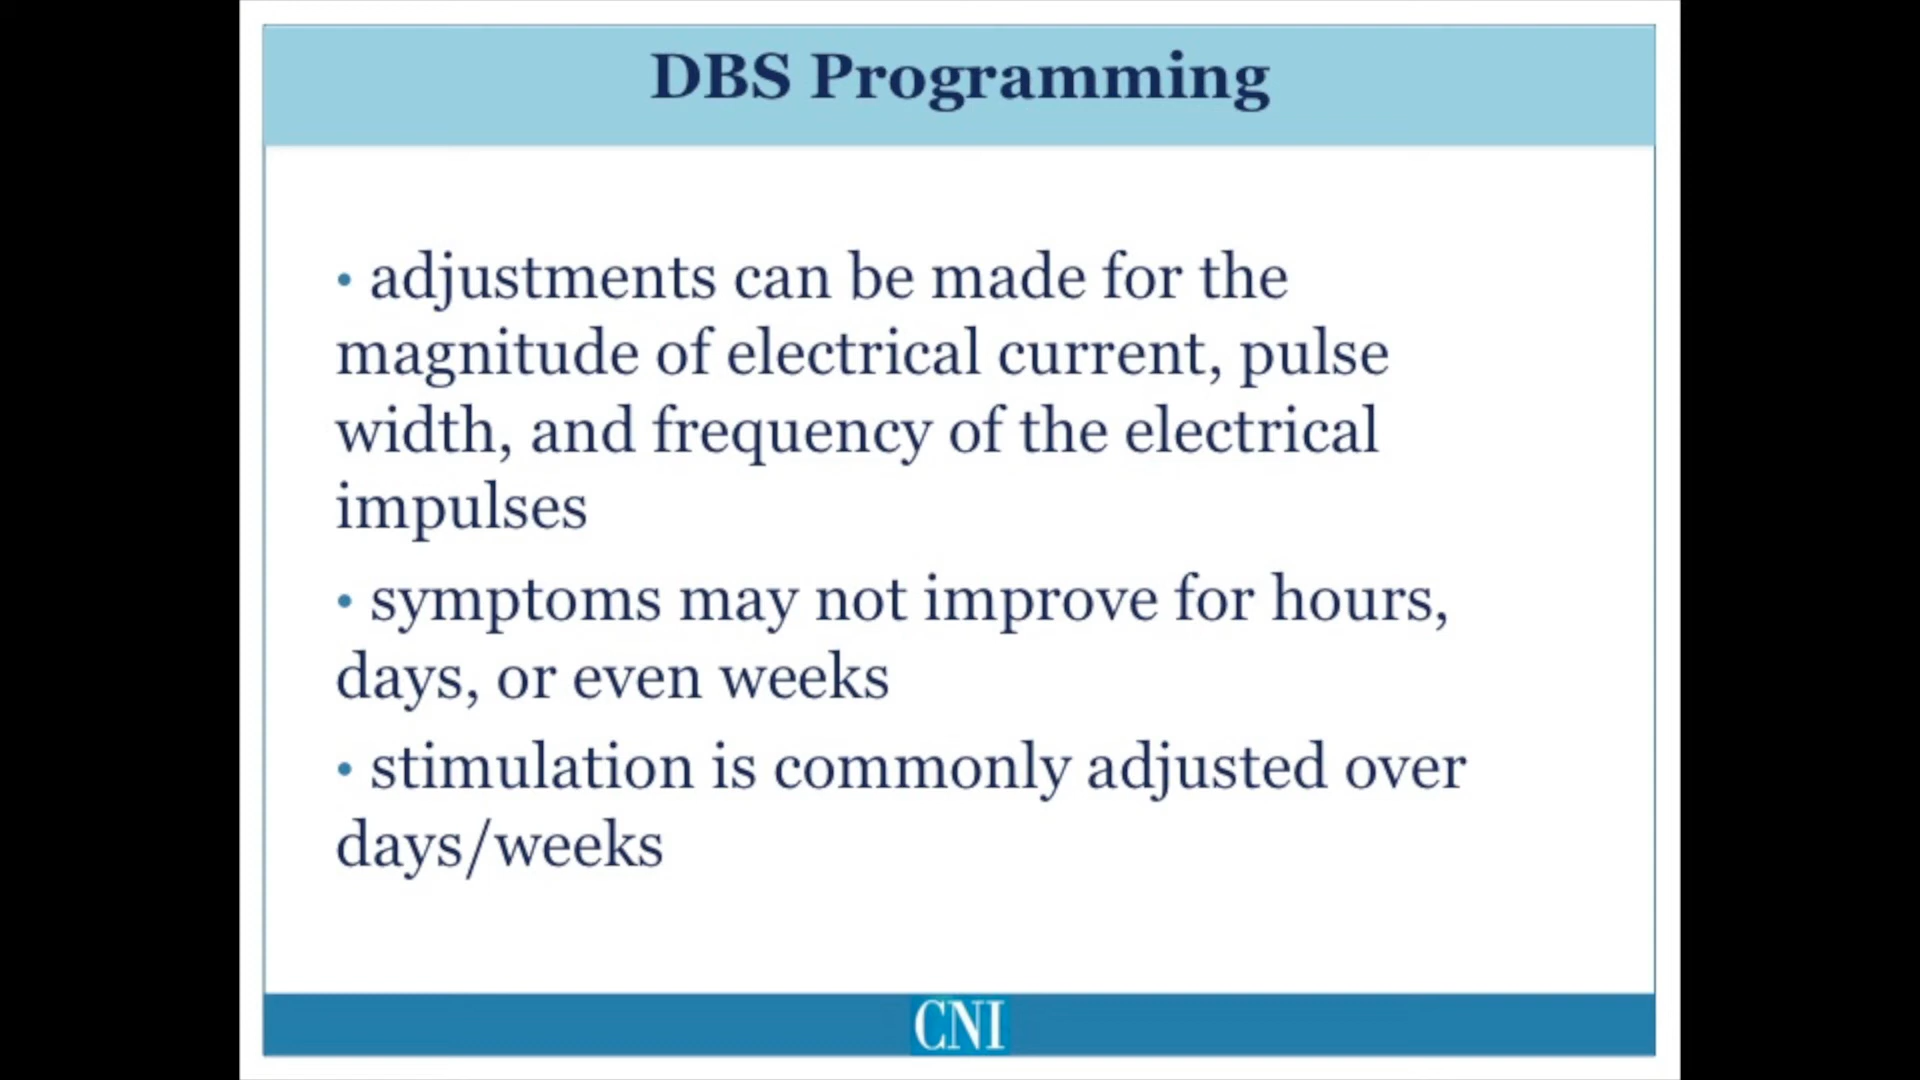 DBS Programming
• adjustments can be made for the
magnitude of electrical current, pulse
width, and frequency of the electrical
impulses
• symptoms may not improve for hours,
days, or even weeks
• stimulation is commonly adjusted over
days/weeks
CNI